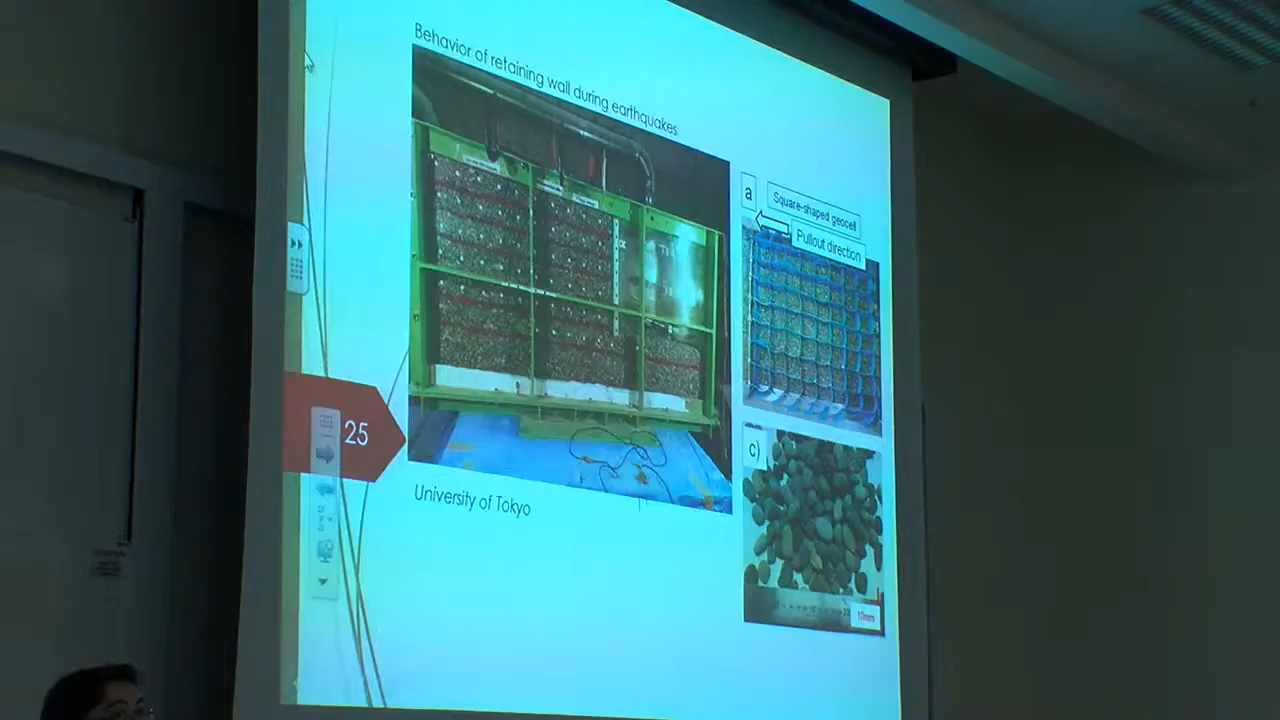 Behavior of retaining wall during earthquakes
a
Square-shaped geocell
Pullout direction
25
c)
University of Tokyo
10mm